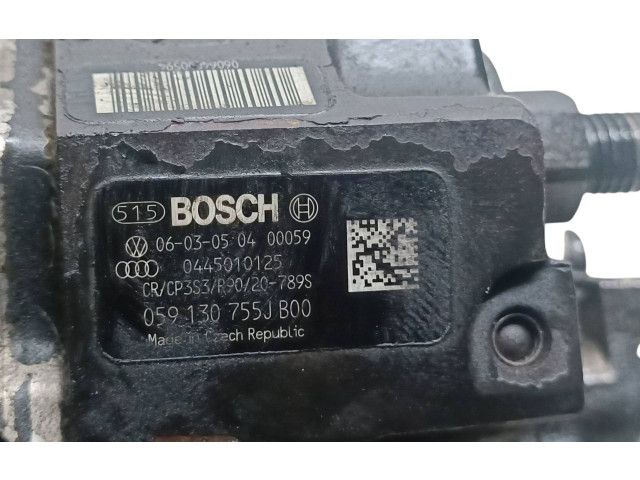 515 BOSCH
06-03-05 04 00059
0445010125
CR/CP3S3/R90/20-789S
059 130 755J B00
Made in Czech Republic